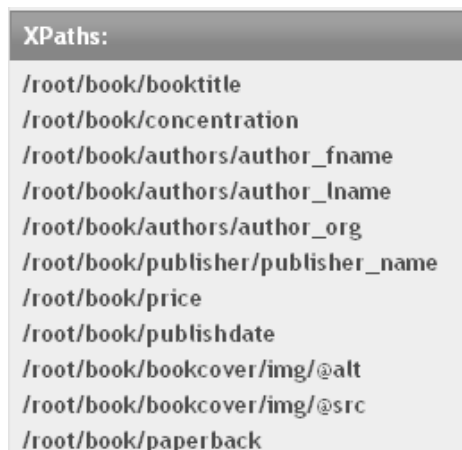 XPaths:
/root/book/booktitle
/root/book/concentration
/root/book/authors/author_fname
/root/book/authors/author_lname
/root/book/authors/author_org
/root/book/publisher/publisher_name
/root/book/price
/root/book/publishdate
/root/book/bookcover/img/@alt
/root/book/bookcover/img/@src
/root/book/paperback